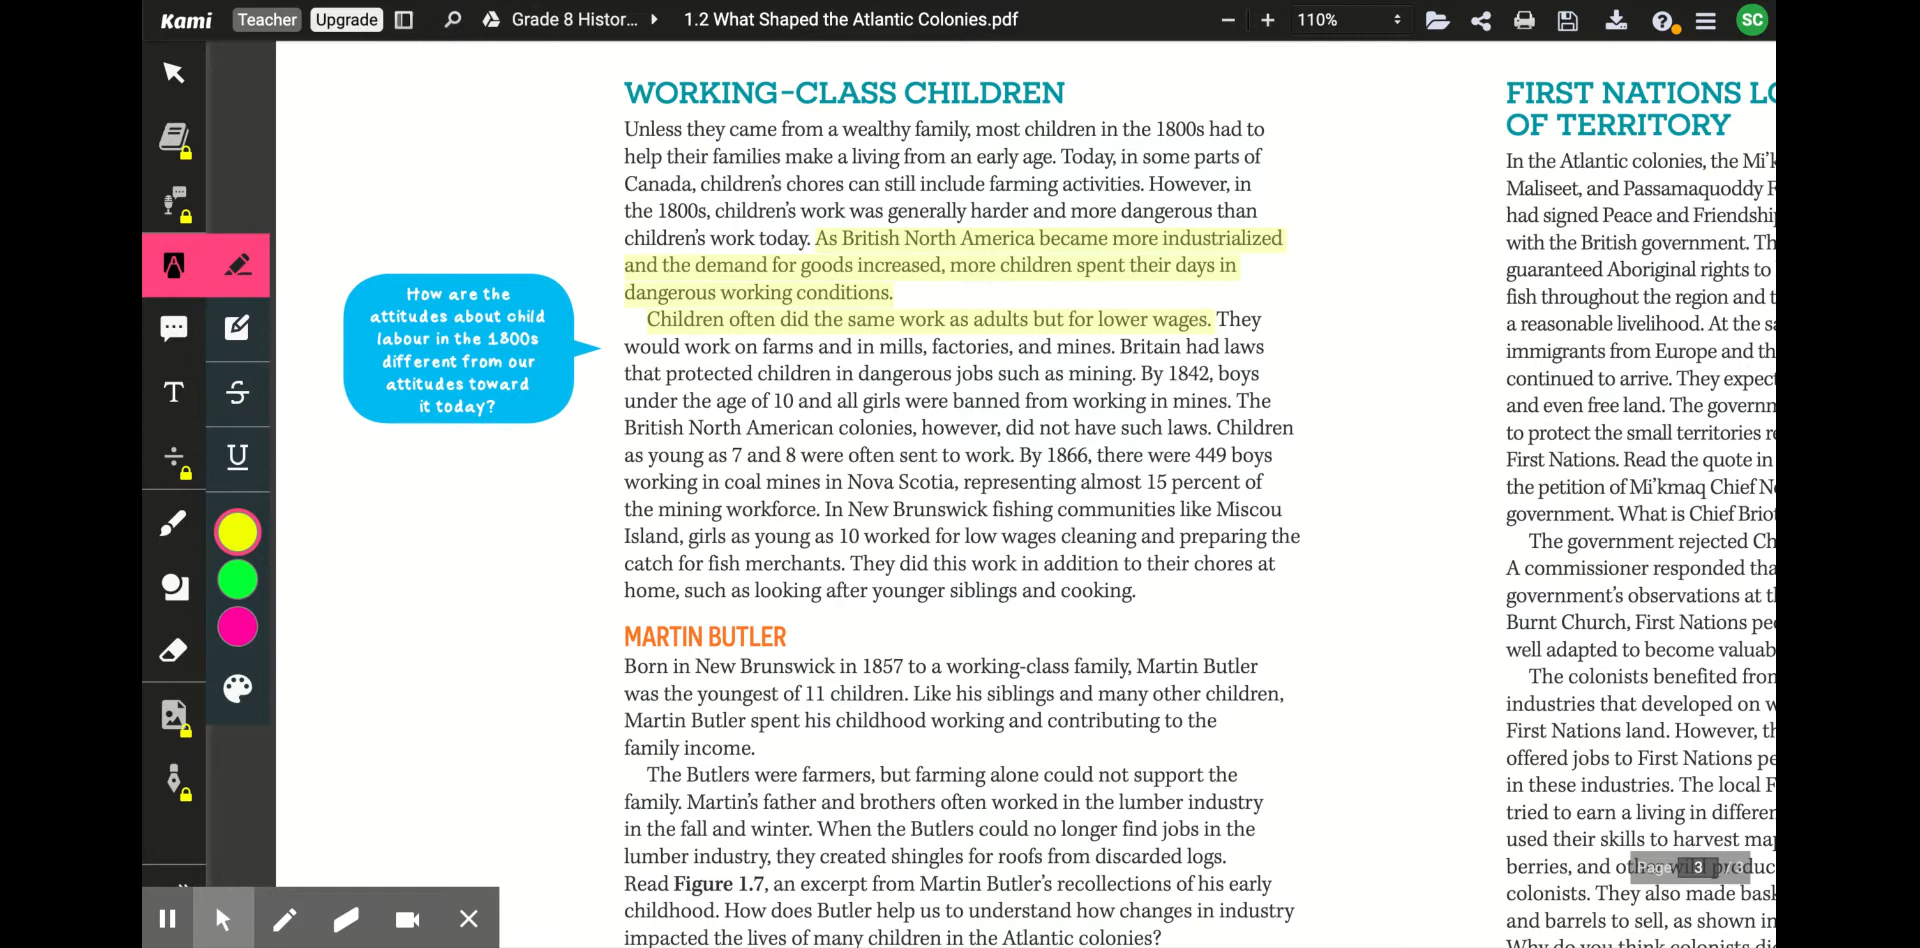 Kami Teacher Upgrade Grade 8 Histor... 1.2 What Shaped the Atlantic Colonies.pdf 110% SC
WORKING-CLASS CHILDREN
Unless they came from a wealthy family, most children in the 1800s had to
help their families make a living from an early age. Today, in some parts of
Canada, children's chores can still include farming activities. However, in
the 1800s, children's work was generally harder and more dangerous than
children's work today. As British North America became more industrialized
and the demand for goods increased, more children spent their days in
dangerous working conditions.
Children often did the same work as adults but for lower wages. They
would work on farms and in mills, factories, and mines. Britain had laws
that protected children in dangerous jobs such as mining. By 1842, boys
under the age of 10 and all girls were banned from working in mines. The
British North American colonies, however, did not have such laws. Children
as young as 7 and 8 were often sent to work. By 1866, there were 449 boys
working in coal mines in Nova Scotia, representing almost 15 percent of
the mining workforce. In New Brunswick fishing communities like Miscou
Island, girls as young as 10 worked for low wages cleaning and preparing the
catch for fish merchants. They did this work in addition to their chores at
home, such as looking after younger siblings and cooking.
How are the
attitudes about child
labour in the 1800s
different from our
attitudes toward
it today?
MARTIN BUTLER
Born in New Brunswick in 1857 to a working-class family, Martin Butler
was the youngest of 11 children. Like his siblings and many other children,
Martin Butler spent his childhood working and contributing to the
family income.
The Butlers were farmers, but farming alone could not support the
family. Martin's father and brothers often worked in the lumber industry
in the fall and winter. When the Butlers could no longer find jobs in the
lumber industry, they created shingles for roofs from discarded logs.
Read Figure 1.7, an excerpt from Martin Butler's recollections of his early
childhood. How does Butler help us to understand how changes in industry
impacted the lives of many children in the Atlantic colonies?
FIRST NATIONS LO
OF TERRITORY
In the Atlantic colonies, the Mi'k
Maliseet, and Passamaquoddy F
had signed Peace and Friendshi
with the British government. Th
guaranteed Aboriginal rights to
fish throughout the region and t
a reasonable livelihood. At the sa
immigrants from Europe and th
continued to arrive. They expect
and even free land. The governn
to protect the small territories re
First Nations. Read the quote in
the petition of Mi'kmaq Chief No
government. What is Chief Briot
The government rejected Ch
A commissioner responded tha
government's observations at t
Burnt Church, First Nations peo
well adapted to become valuab
The colonists benefited fron
industries that developed on w
First Nations land. However, th
offered jobs to First Nations pe
in these industries. The local F
tried to earn a living in differen
used their skills to harvest ma
berries, and other wild produc
colonists. They also made bask
and barrels to sell, as shown in
Why do you think colonists di
Page 3 / 8